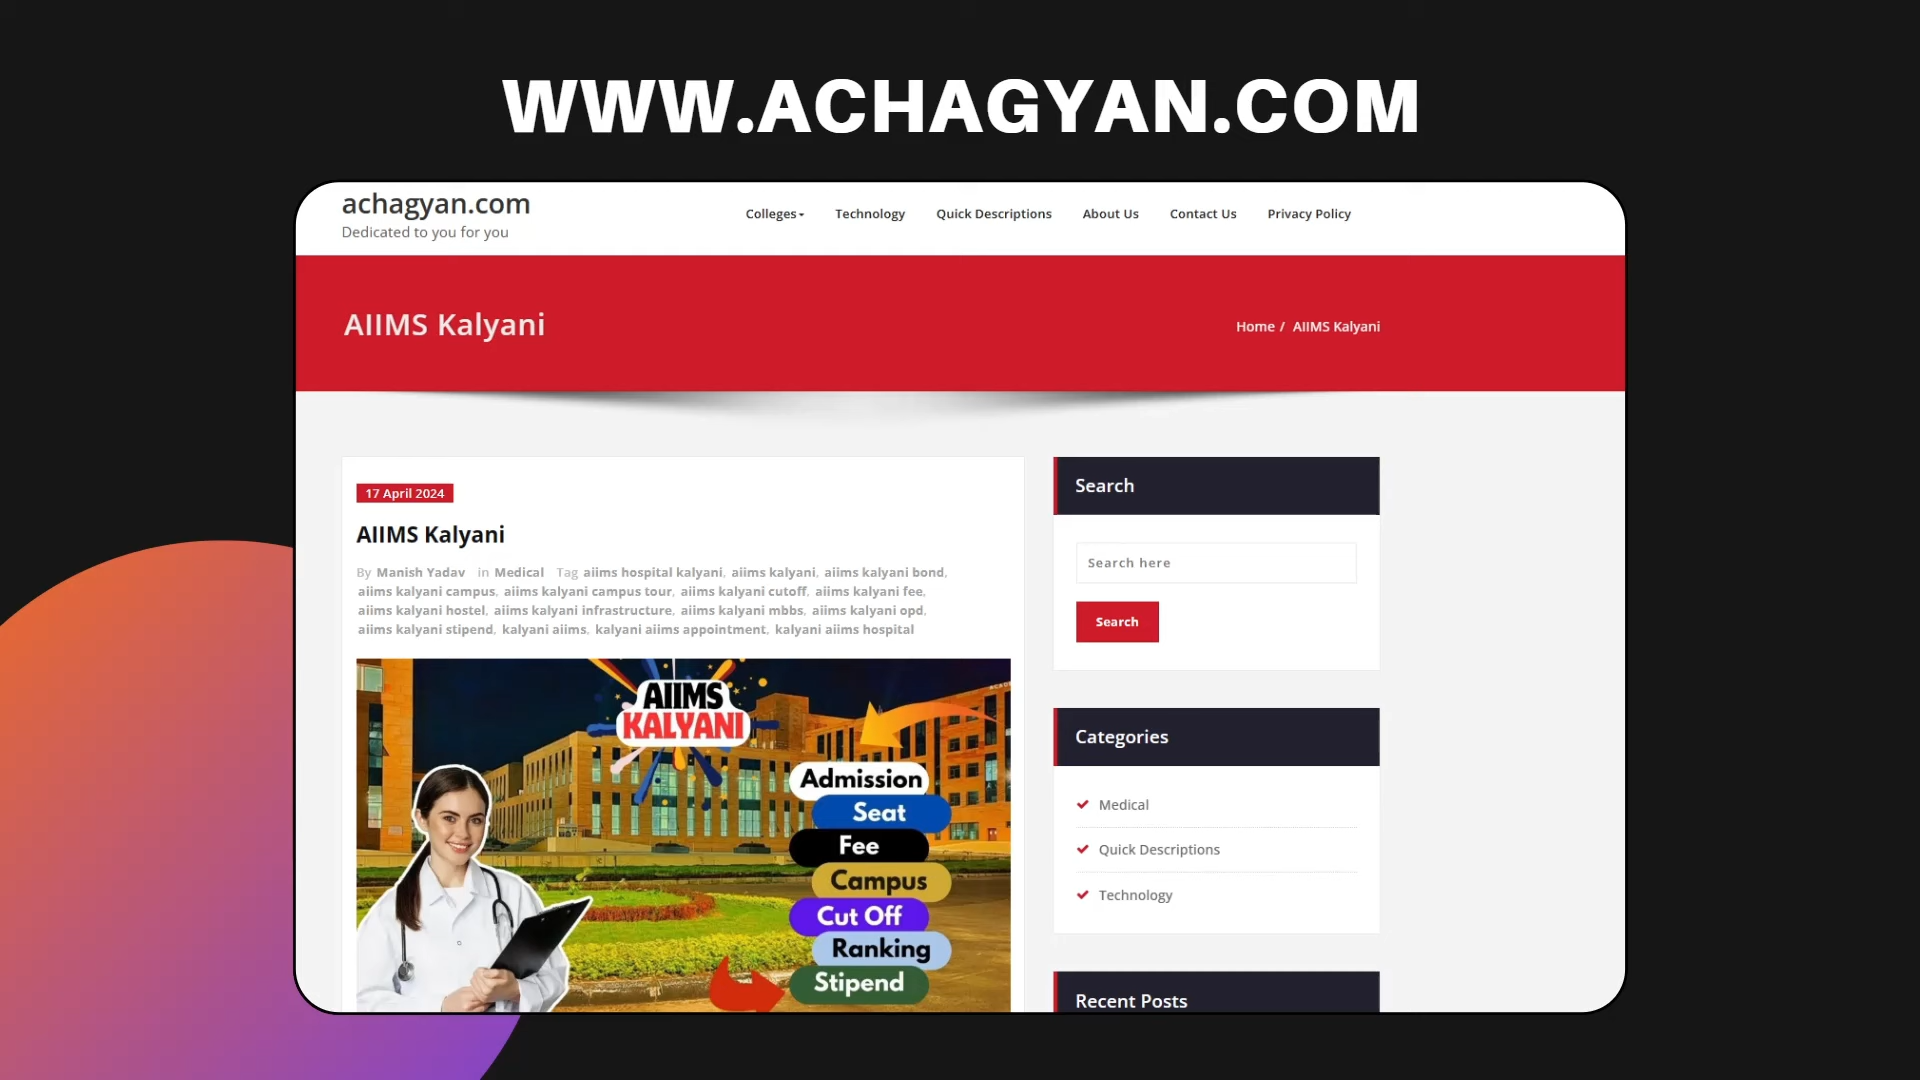 WWW.ACHAGYAN.COM
achagyan.com
Dedicated to you for you
Colleges Technology Quick Descriptions About Us Contact Us Privacy Policy
AIIMS Kalyani
Home / AIIMS Kalyani
17 April 2024
AIIMS Kalyani
By Manish Yadav in Medical Tag aiims hospital kalyani, aiims kalyani, aiims kalyani bond,
aiims kalyani campus, aiims kalyani campus tour, aiims kalyani cutoff, aiims kalyani fee,
aiims kalyani hostel, aiims kalyani infrastructure, aiims kalyani mbbs, aiims kalyani opd,
aiims kalyani stipend, kalyani aiims, kalyani aiims appointment, kalyani aiims hospital
AIIMS
KALYANI
Admission
Seat
Fee
Campus
Cut Off
Ranking
Stipend
Search
Search here
Search
Categories
Medical
Quick Descriptions
Technology
Recent Posts